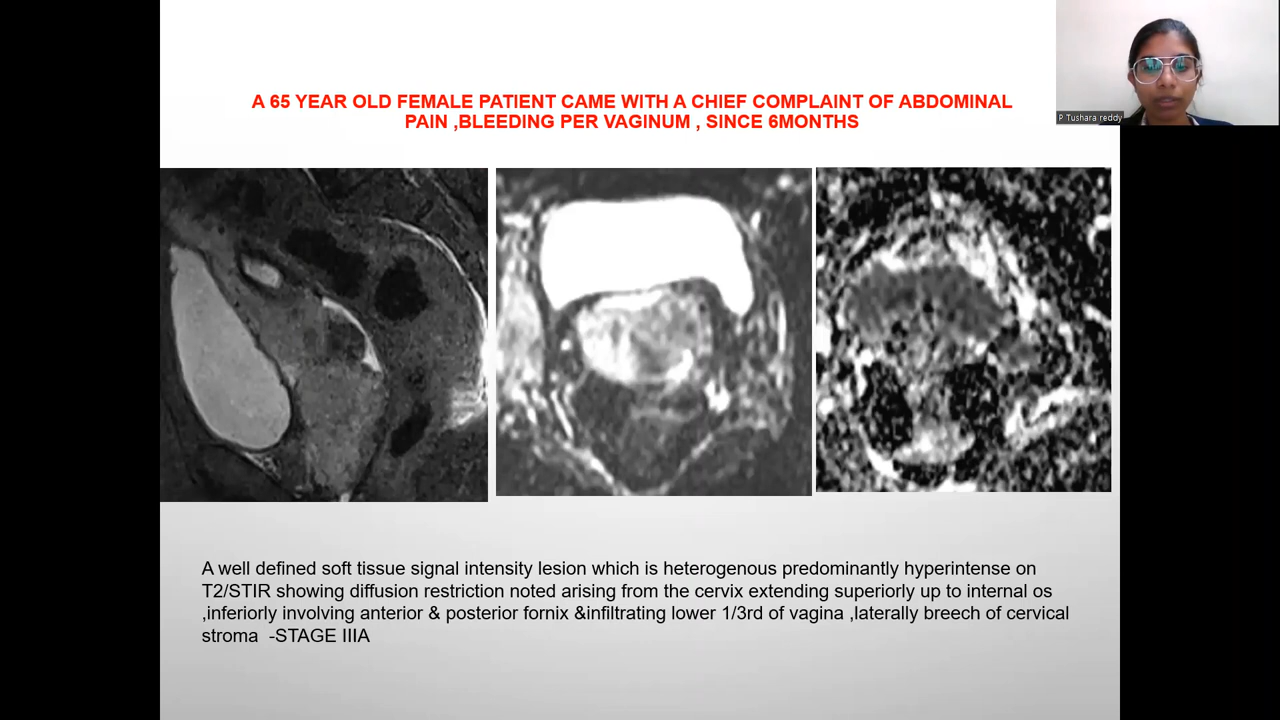 A 65 YEAR OLD FEMALE PATIENT CAME WITH A CHIEF COMPLAINT OF ABDOMINAL
PAIN ,BLEEDING PER VAGINUM , SINCE 6MONTHS
P Tushara reddy
A well defined soft tissue signal intensity lesion which is heterogenous predominantly hyperintense on
T2/STIR showing diffusion restriction noted arising from the cervix extending superiorly up to internal os
,inferiorly involving anterior & posterior fornix &infiltrating lower 1/3rd of vagina ,laterally breech of cervical
stroma -STAGE IIIA